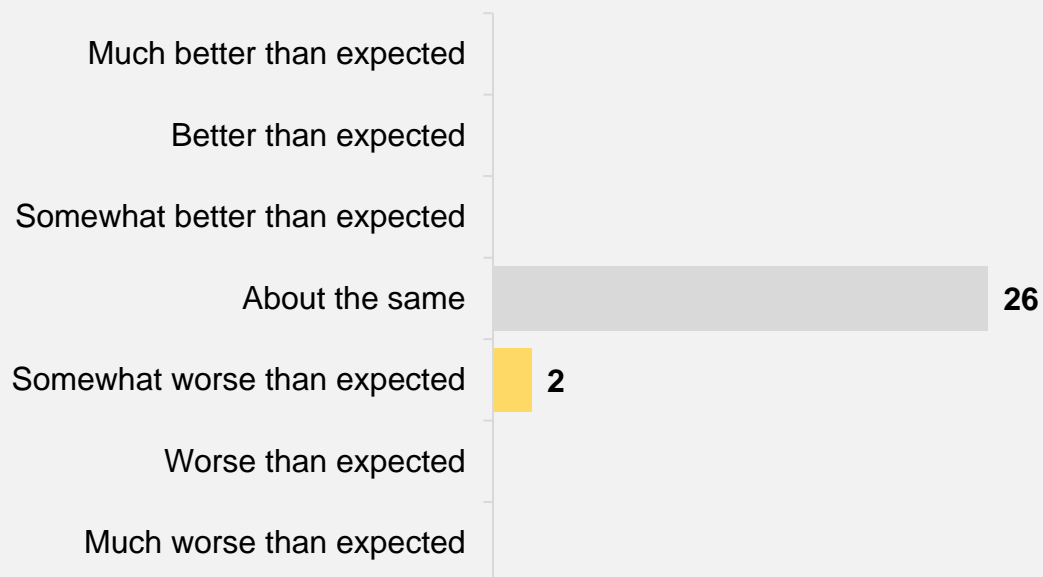 Much better than expected
Better than expected
Somewhat better than expected
About the same 26
Somewhat worse than expected 2
Worse than expected
Much worse than expected